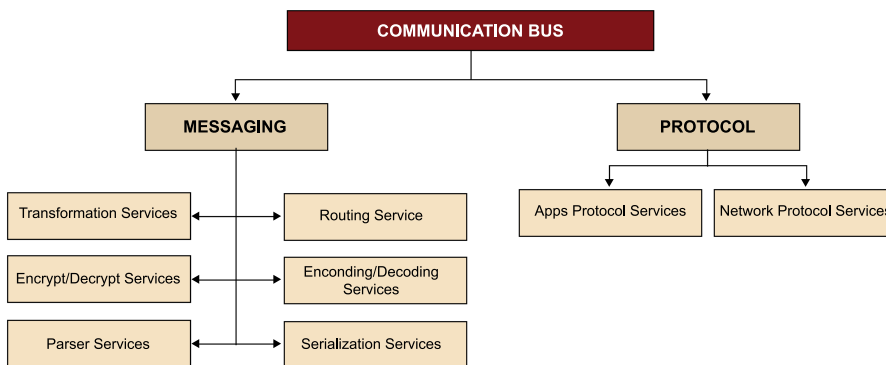 COMMUNICATION BUS
MESSAGING
PROTOCOL
Transformation Services
Routing Service
Apps Protocol Services
Network Protocol Services
Encrypt/Decrypt Services
Enconding/Decoding
Services
Parser Services
Serialization Services